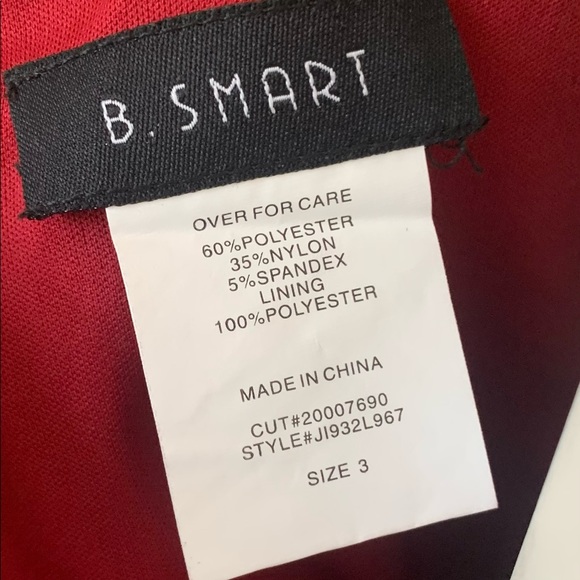 B. SMART
OVER FOR CARE
60%POLYESTER
35%NYLON
5%SPANDEX
LINING
100%POLYESTER
MADE IN CHINA
CUT#20007690
STYLE#JI932L967
SIZE 3